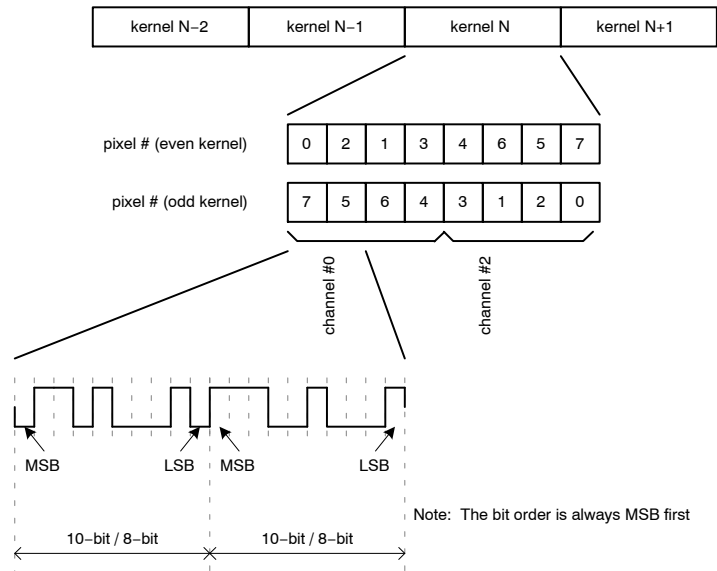 kernel N−2 kernel N−1 kernel N kernel N+1
pixel # (even kernel) 0 2 1 3 4 6 5 7
pixel # (odd kernel) 7 5 6 4 3 1 2 0
channel #0
channel #2
MSB LSB MSB LSB
Note: The bit order is always MSB first
10−bit / 8−bit 10−bit / 8−bit